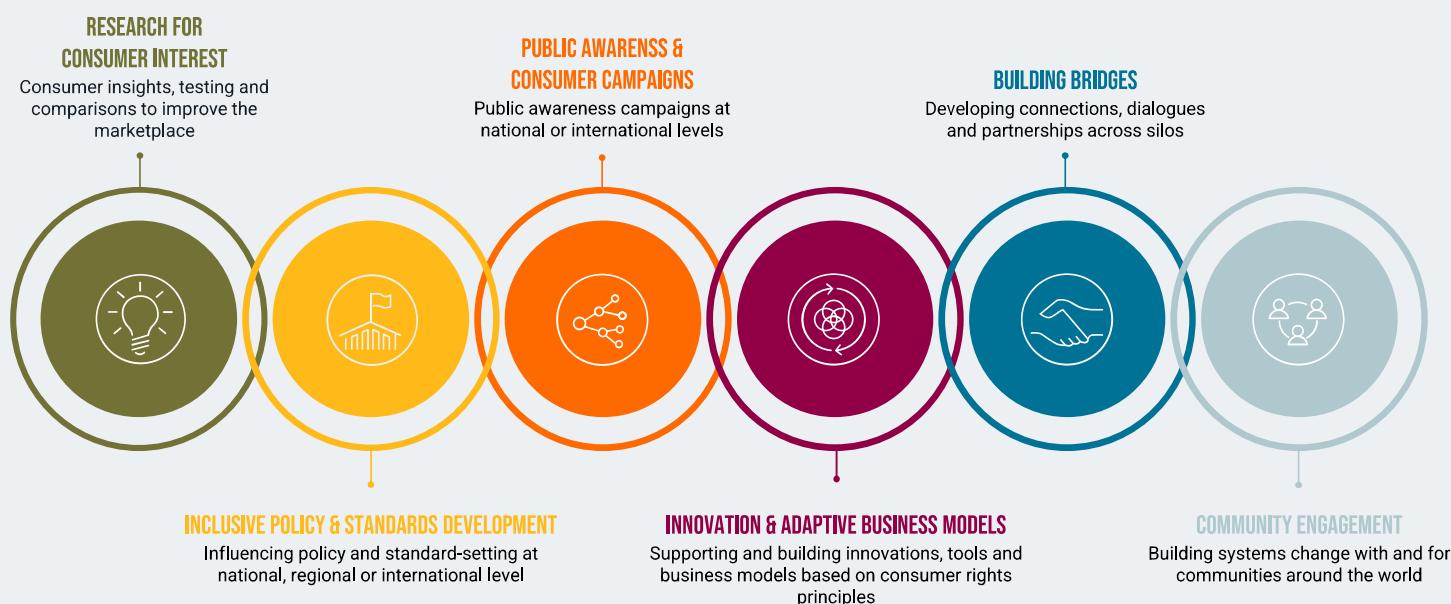 RESEARCH FOR
CONSUMER INTEREST
Consumer insights, testing and
comparisons to improve the
marketplace
PUBLIC AWARENSS &
CONSUMER CAMPAIGNS
Public awareness campaigns at
national or international levels
BUILDING BRIDGES
Developing connections, dialogues
and partnerships across silos
INCLUSIVE POLICY & STANDARDS DEVELOPMENT
Influencing policy and standard-setting at
national, regional or international level
INNOVATION & ADAPTIVE BUSINESS MODELS
Supporting and building innovations, tools and
business models based on consumer rights
principles
COMMUNITY ENGAGEMENT
Building systems change with and for
communities around the world